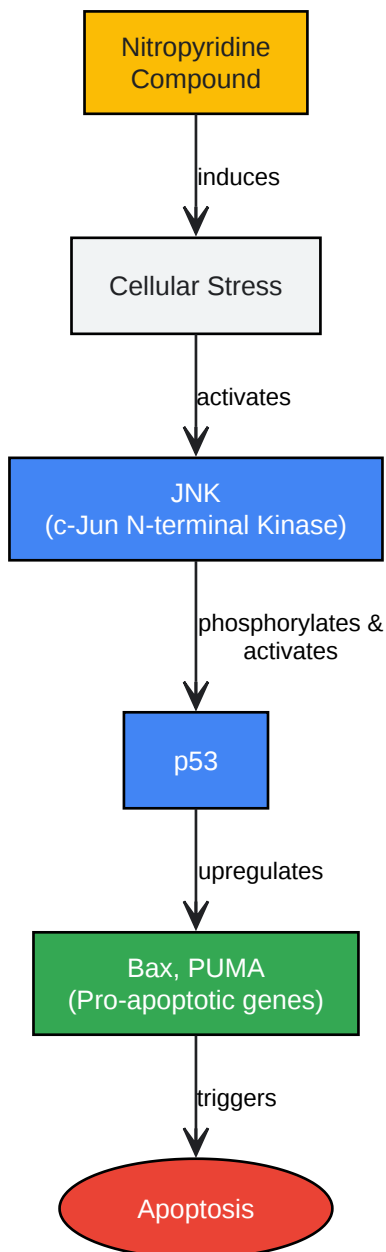 Nitropyridine
Compound
induces
Cellular Stress
activates
JNK
(c-Jun N-terminal Kinase)
phosphorylates &
activates
p53
upregulates
Bax, PUMA
(Pro-apoptotic genes)
triggers
Apoptosis